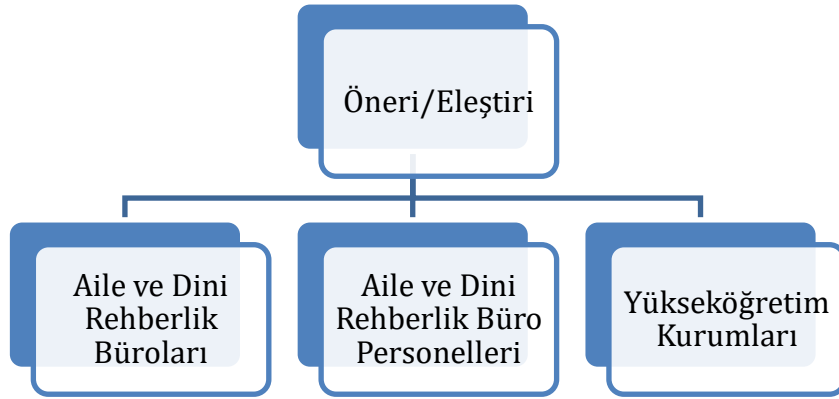 Öneri/Eleştiri
Aile ve Dini
Rehberlik
Büroları
Aile ve Dini
Rehberlik Büro
Personelleri
Yükseköğretim
Kurumları